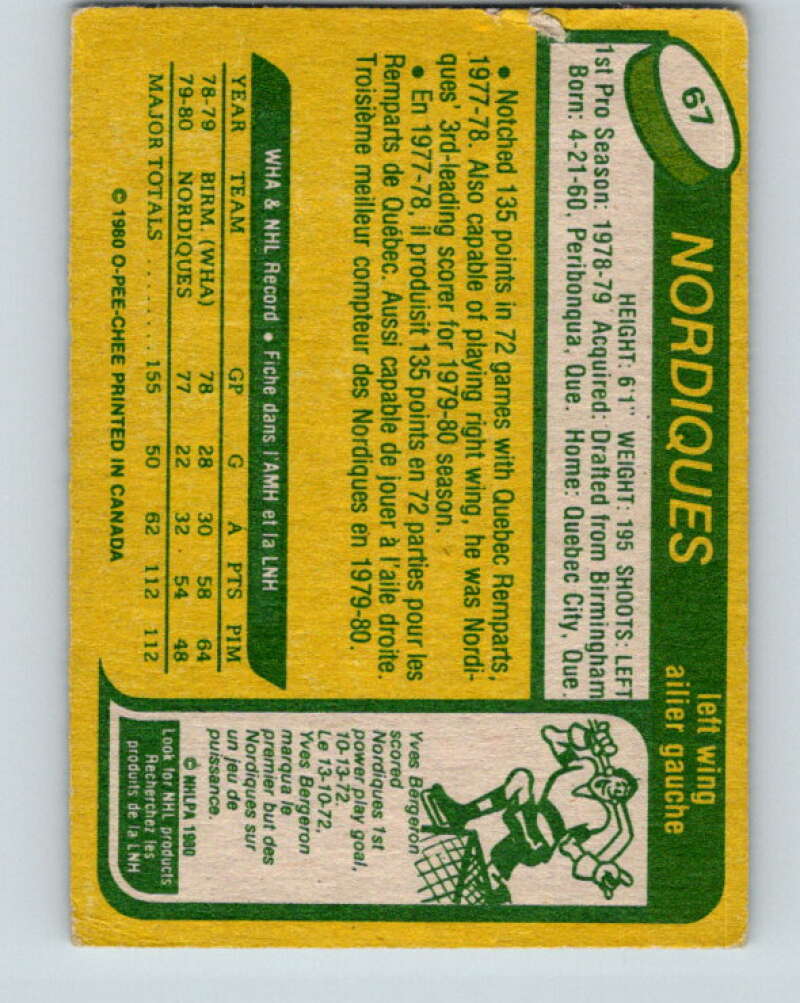 67
NORDIQUES
left wing
ailier gauche
HEIGHT: 6'1" WEIGHT: 195 SHOOTS: LEFT
1st Pro Season: 1978-79 Acquired: Drafted from Birmingham
Born: 4-21-60, Peribonqua, Que. Home: Quebec City, Que.
• Notched 135 points in 72 games with Quebec Remparts,
1977-78. Also capable of playing right wing, he was Nordi-
ques' 3rd-leading scorer for 1979-80 season.
• En 1977-78, il produisit 135 points en 72 parties pour les
Remparts de Québec. Aussi capable de jouer à l'aile droite.
Troisième meilleur compteur des Nordiques en 1979-80.
WHA & NHL Record • Fiche dans l'AMH et la LNH
YEAR TEAM GP G A PTS PIM
78-79 BIRM. (WHA) 78 28 30 58 64
79-80 NORDIQUES 77 22 32 54 48
MAJOR TOTALS ........ 155 50 62 112 112
© 1980 O-PEE-CHEE PRINTED IN CANADA
Yves Bergeron
scored
Nordiques 1st
power play goal,
10-13-72.
Le 13-10-72,
Yves Bergeron
marqua le
premier but des
Nordiques sur
un jeu de
puissance.
© NHLPA 1980
Look for NHL products
Recherchez les
produits de la LNH